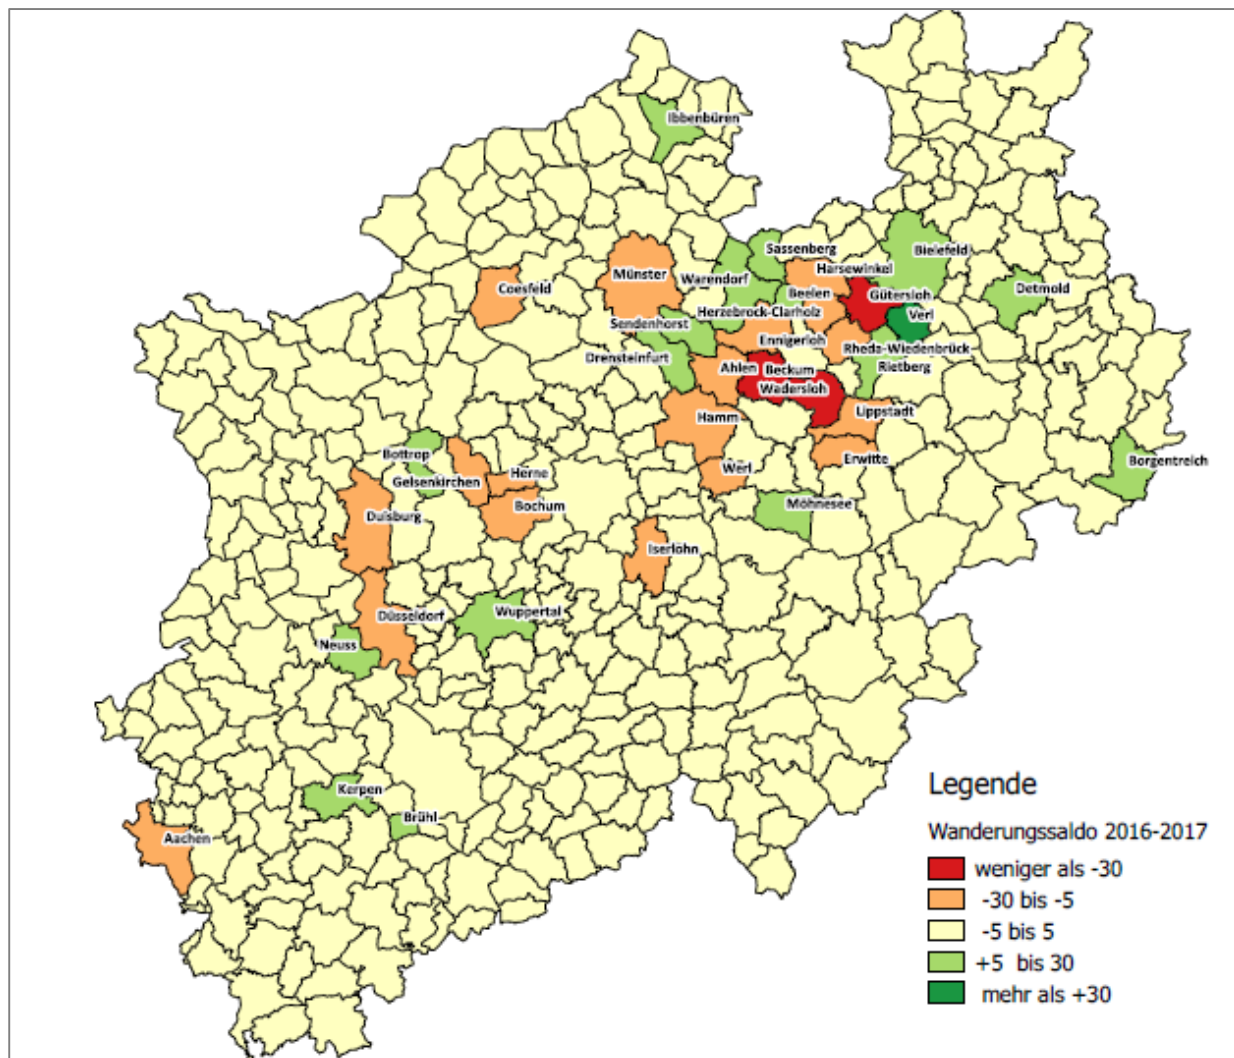 Ibbenbüren
Sassenberg
Bielefeld
Münster
Warendorf
Harsewinkel
Coesfeld
Beelen
Gütersloh
Detmold
Herzebrock-Clarholz
Verl
Sendenhorst
Ennigerloh
Rheda-Wiedenbrück
Drensteinfurt
Ahlen
Beckum
Rietberg
Wadersloh
Hamm
Lippstadt
Bottrop
Erwitte
Borgentreich
Gelsenkirchen
Herne
Werl
Duisburg
Bochum
Möhnesee
Iserlohn
Düsseldorf
Wuppertal
Neuss
Kerpen
Brühl
Aachen
Legende
Wanderungssaldo 2016-2017
weniger als -30
-30 bis -5
-5 bis 5
+5 bis 30
mehr als +30